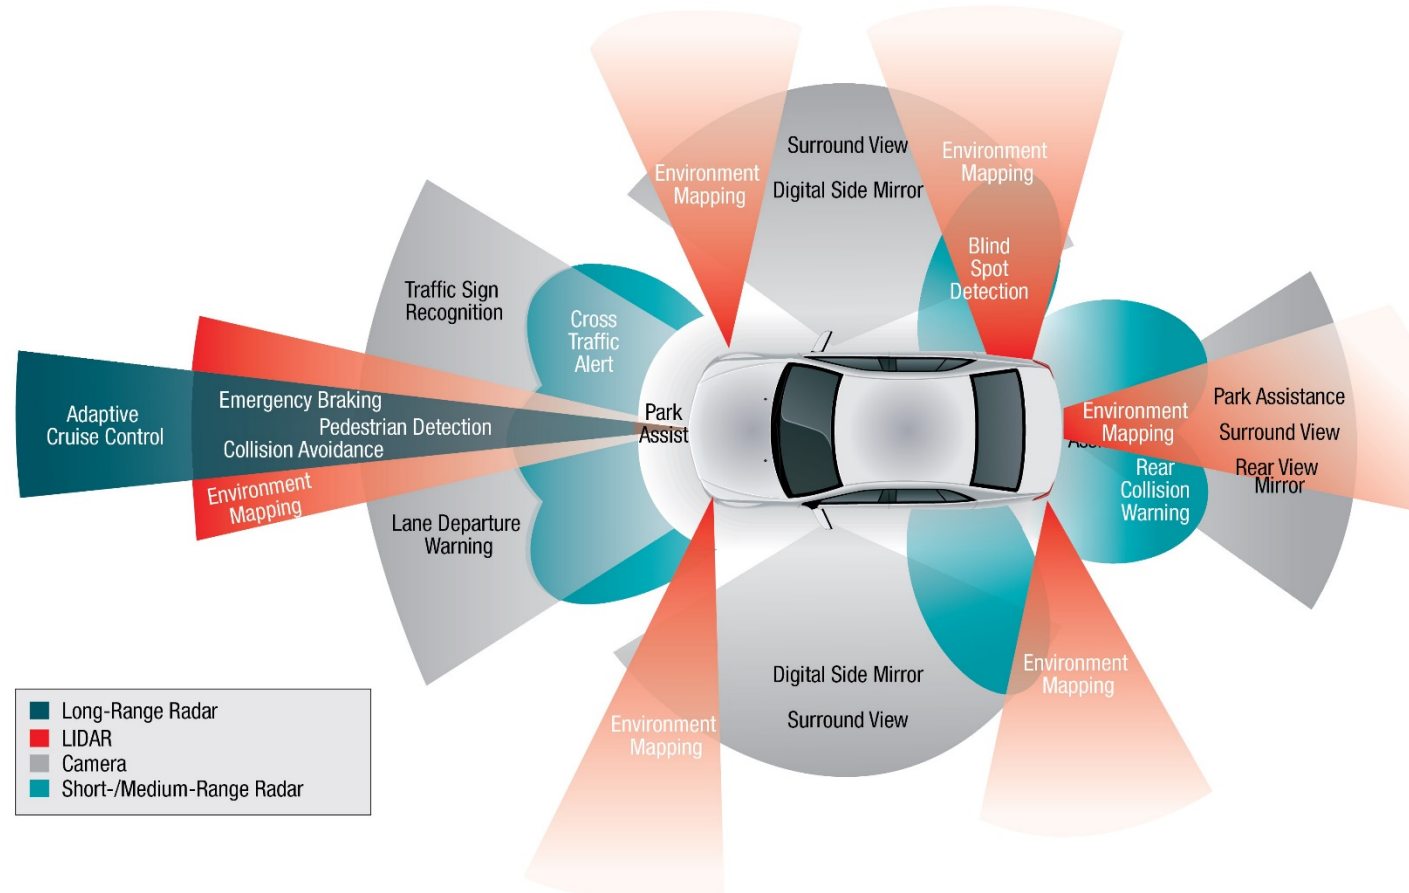 Surround View
Digital Side Mirror
Environment
Mapping
Environment
Mapping
Blind
Spot
Detection
Traffic Sign
Recognition
Cross
Traffic
Alert
Adaptive
Cruise Control
Emergency Braking
Pedestrian Detection
Collision Avoidance
Environment
Mapping
Lane Departure
Warning
Park
Assist
Environment
Mapping
Rear
Collision
Warning
Park Assistance
Surround View
Rear View
Mirror
Environment
Mapping
Digital Side Mirror
Surround View
Environment
Mapping
Long-Range Radar
LIDAR
Camera
Short-/Medium-Range Radar